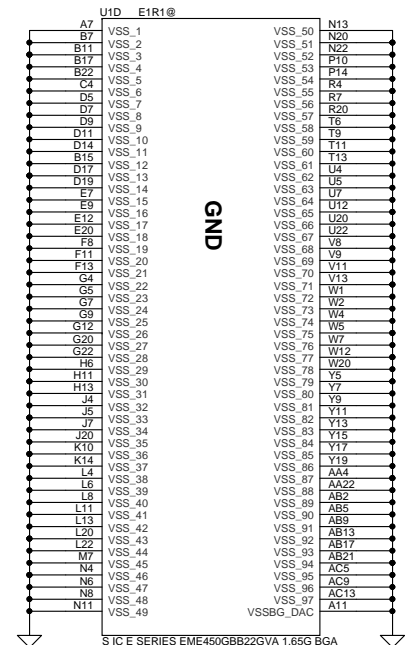 U1D E1R1@
A7 VSS_1 VSS_50 N13
B7 VSS_2 VSS_51 N20
B11 VSS_3 VSS_52 N22
B17 VSS_4 VSS_53 P10
B22 VSS_5 VSS_54 P14
C4 VSS_6 VSS_55 R4
D5 VSS_7 VSS_56 R7
D7 VSS_8 VSS_57 R20
D9 VSS_9 VSS_58 T6
D11 VSS_10 VSS_59 T9
D14 VSS_11 VSS_60 T11
B15 VSS_12 VSS_61 T13
D17 VSS_13 VSS_62 U4
D19 VSS_14 VSS_63 U5
E7 VSS_15 VSS_64 U7
E9 VSS_16 VSS_65 U12
E12 VSS_17 VSS_66 U20
E20 VSS_18 VSS_67 U22
F8 VSS_19 VSS_68 V8
F11 VSS_20 VSS_69 V9
F13 VSS_21 VSS_70 V11
G4 VSS_22 VSS_71 V13
G5 VSS_23 VSS_72 W1
G7 VSS_24 VSS_73 W2
G9 VSS_25 VSS_74 W4
G12 VSS_26 VSS_75 W5
G20 VSS_27 VSS_76 W7
G22 VSS_28 VSS_77 W12
H6 VSS_29 VSS_78 W20
H11 VSS_30 VSS_79 Y5
H13 VSS_31 VSS_80 Y7
J4 VSS_32 VSS_81 Y9
J5 VSS_33 VSS_82 Y11
J7 VSS_34 VSS_83 Y13
J20 VSS_35 VSS_84 Y15
K10 VSS_36 VSS_85 Y17
K14 VSS_37 VSS_86 Y19
L4 VSS_38 VSS_87 AA4
L6 VSS_39 VSS_88 AA22
L8 VSS_40 VSS_89 AB2
L11 VSS_41 VSS_90 AB5
L13 VSS_42 VSS_91 AB9
L20 VSS_43 VSS_92 AB13
L22 VSS_44 VSS_93 AB17
M7 VSS_45 VSS_94 AB21
N4 VSS_46 VSS_95 AC5
N6 VSS_47 VSS_96 AC9
N8 VSS_48 VSS_97 AC13
N11 VSS_49 VSSBG_DAC A11
GND
S IC E SERIES EME450GBB22GVA 1.65G BGA